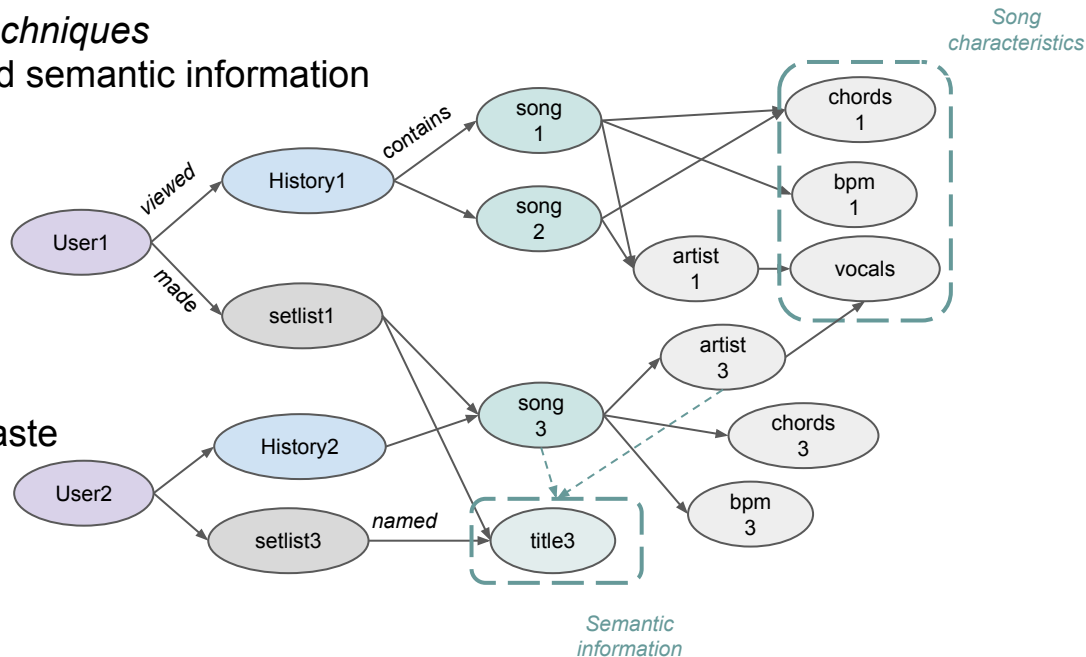 chniques
d semantic information
Song
characteristics
chords
1
song
1
contains
viewed
History1
bpm
1
song
2
User1
artist
1
vocals
made
setlist1
artist
3
song
3
aste
chords
3
History2
User2
bpm
3
named
setlist3
title3
Semantic
information